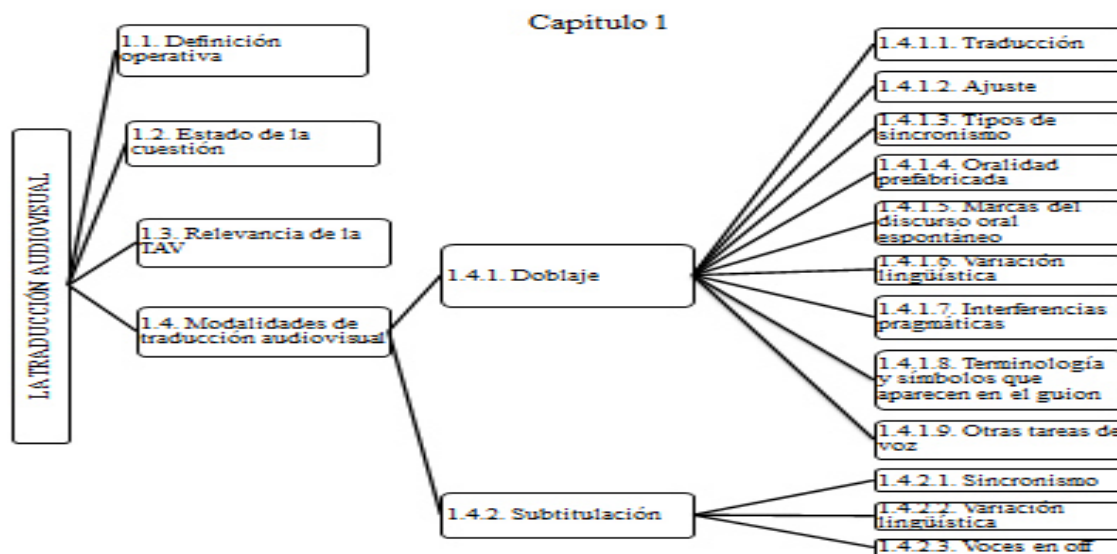 Capitulo 1
LA TRADUCCIÓN AUDIOVISUAL
1.1. Definición
operativa
1.2. Estado de la
cuestión
1.3. Relevancia de la
TAV
1.4. Modalidades de
traducción audiovisual
1.4.1. Doblaje
1.4.1.1. Traducción
1.4.1.2. Ajuste
1.4.1.3. Tipos de
sincronismo
1.4.1.4. Oralidad
prefabricada
1.4.1.5. Marcas del
discurso oral
espontáneo
1.4.1.6. Variación
lingüística
1.4.1.7. Interferencias
pragmáticas
1.4.1.8. Terminología
y símbolos que
aparecen en el guion
1.4.1.9. Otras tareas de
voz
1.4.2. Subtitulación
1.4.2.1. Sincronismo
1.4.2.2. Variación
lingüística
1.4.2.3. Voces en off